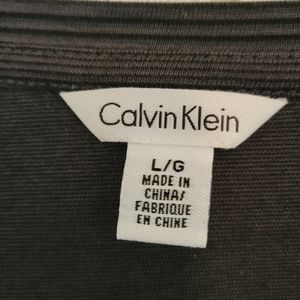 Calvin Klein
L/G
MADE IN
CHINA/
FABRIQUE
EN CHINE